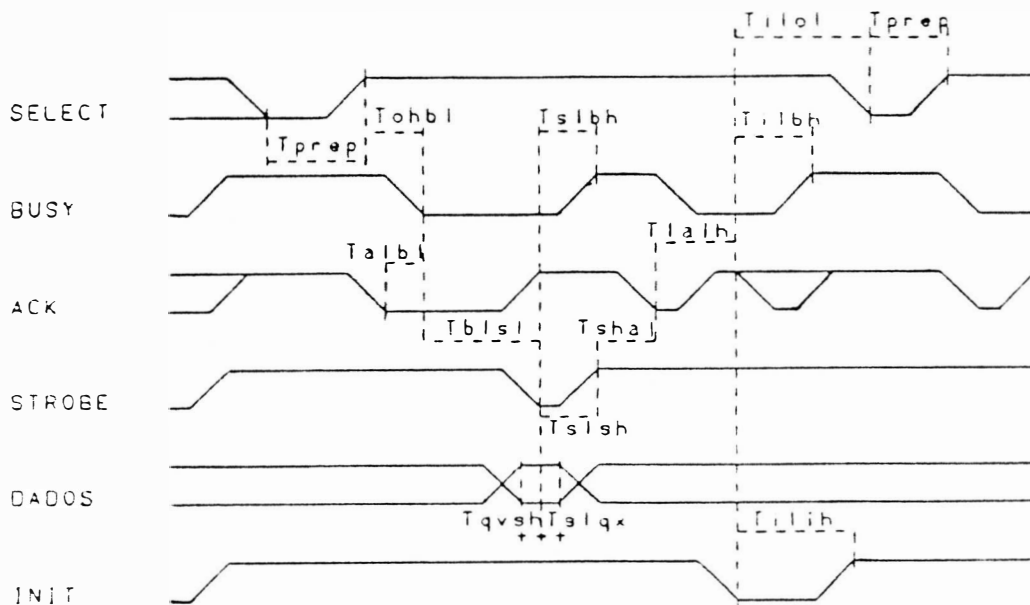 Tilol Tprep
SELECT
Tprep
Tohbl
Tslbh
Tilbh
BUSY
Talbl
Tlalh
ACK
Tblsl
Tshal
STROBE
Tslsh
DADOS
Tqvsh
Tslqx
Tilih
INIT